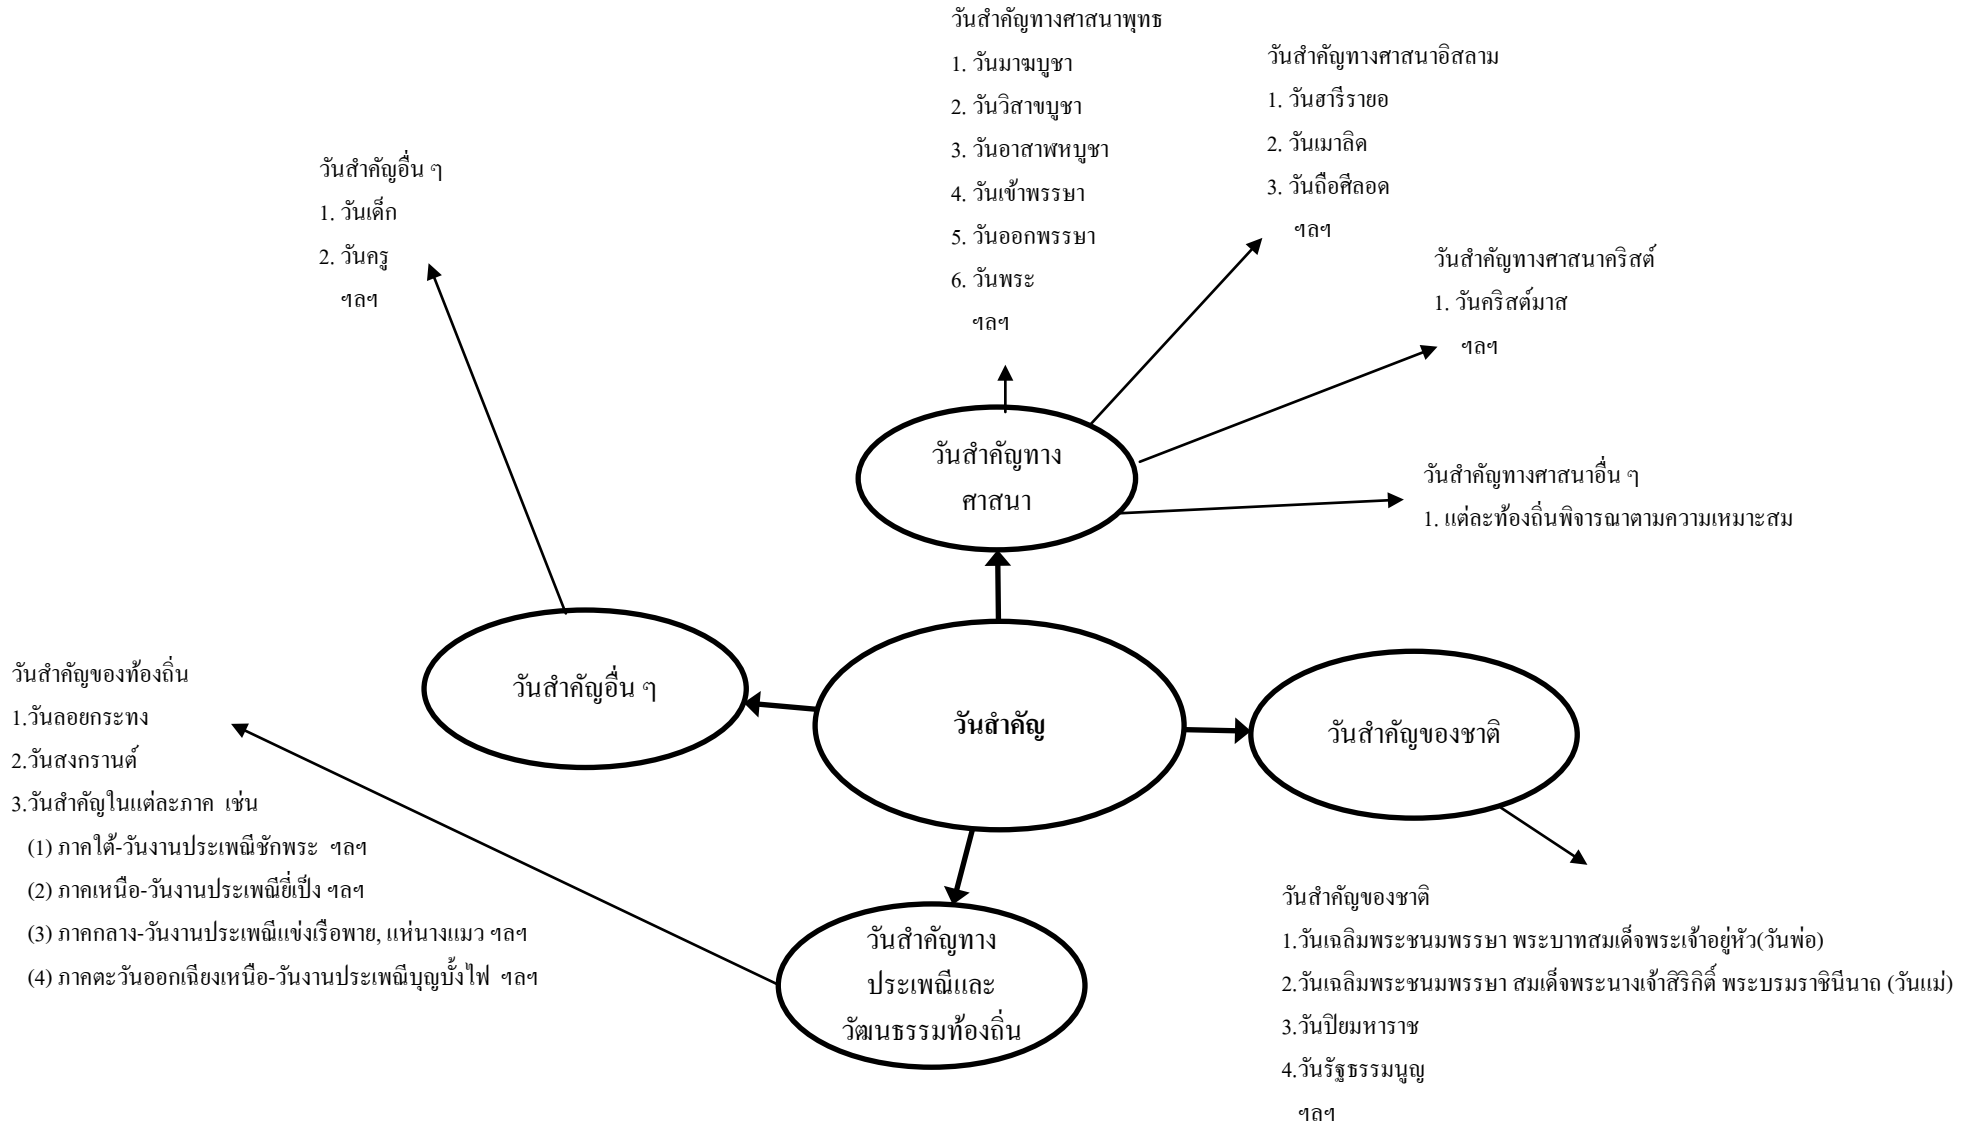 วันสำคัญทางศาสนาพุทธ
1. วันมาฆบูชา
2. วันวิสาขบูชา
3. วันอาสาฬหบูชา
4. วันเข้าพรรษา
5. วันออกพรรษา
6. วันพระ
ฯลฯ
วันสำคัญทางศาสนาอิสลาม
1. วันฮารีรายอ
2. วันเมาลิด
3. วันถือศีลอด
ฯลฯ
วันสำคัญทางศาสนาคริสต์
1. วันคริสต์มาส
ฯลฯ
วันสำคัญทางศาสนาอื่น ๆ
1. แต่ละท้องถิ่นพิจารณาตามความเหมาะสม
วันสำคัญอื่น ๆ
1. วันเด็ก
2. วันครู
ฯลฯ
วันสำคัญทาง
ศาสนา
วันสำคัญอื่น ๆ
วันสำคัญ
วันสำคัญของชาติ
วันสำคัญของท้องถิ่น
1.วันลอยกระทง
2.วันสงกรานต์
3.วันสำคัญในแต่ละภาค เช่น
(1) ภาคใต้-วันงานประเพณีชักพระ ฯลฯ
(2) ภาคเหนือ-วันงานประเพณียี่เป็ง ฯลฯ
(3) ภาคกลาง-วันงานประเพณีแข่งเรือพาย, แห่นางแมว ฯลฯ
(4) ภาคตะวันออกเฉียงเหนือ-วันงานประเพณีบุญบั้งไฟ ฯลฯ
วันสำคัญทาง
ประเพณีและ
วัฒนธรรมท้องถิ่น
วันสำคัญของชาติ
1.วันเฉลิมพระชนมพรรษา พระบาทสมเด็จพระเจ้าอยู่หัว(วันพ่อ)
2.วันเฉลิมพระชนมพรรษา สมเด็จพระนางเจ้าสิริกิติ์ พระบรมราชินีนาถ (วันแม่)
3.วันปิยมหาราช
4.วันรัฐธรรมนูญ
ฯลฯ